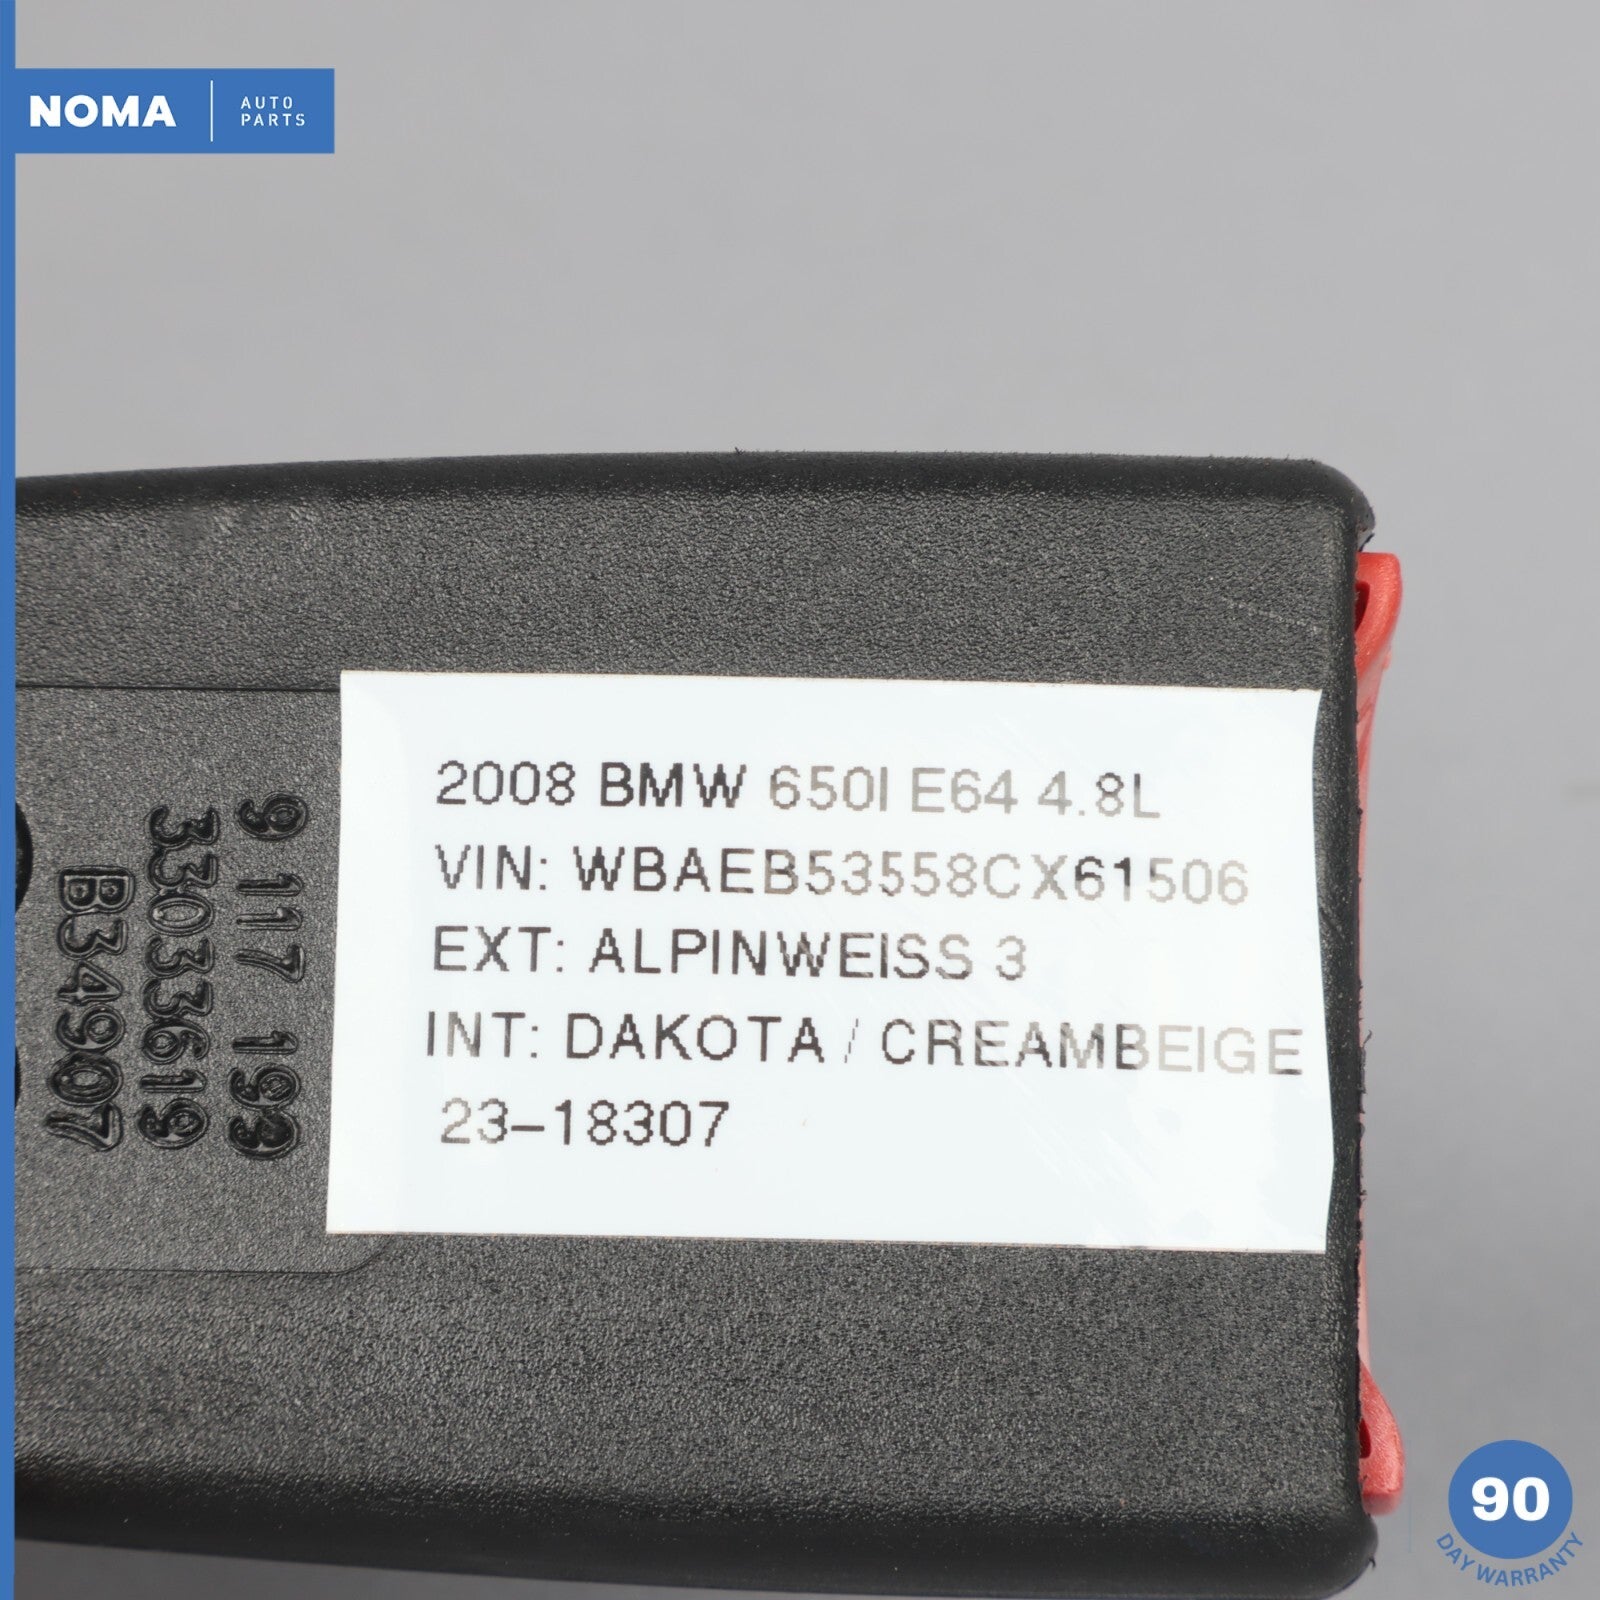 NOMA
AUTO
PARTS
2008 BMW 650I E64 4.8L
VIN: WBAEB53558CX61506
EXT: ALPINWEISS 3
INT: DAKOTA / CREAMBEIGE
23-18307
9 117 193
33033619
B34907
90
DAY WARRANTY